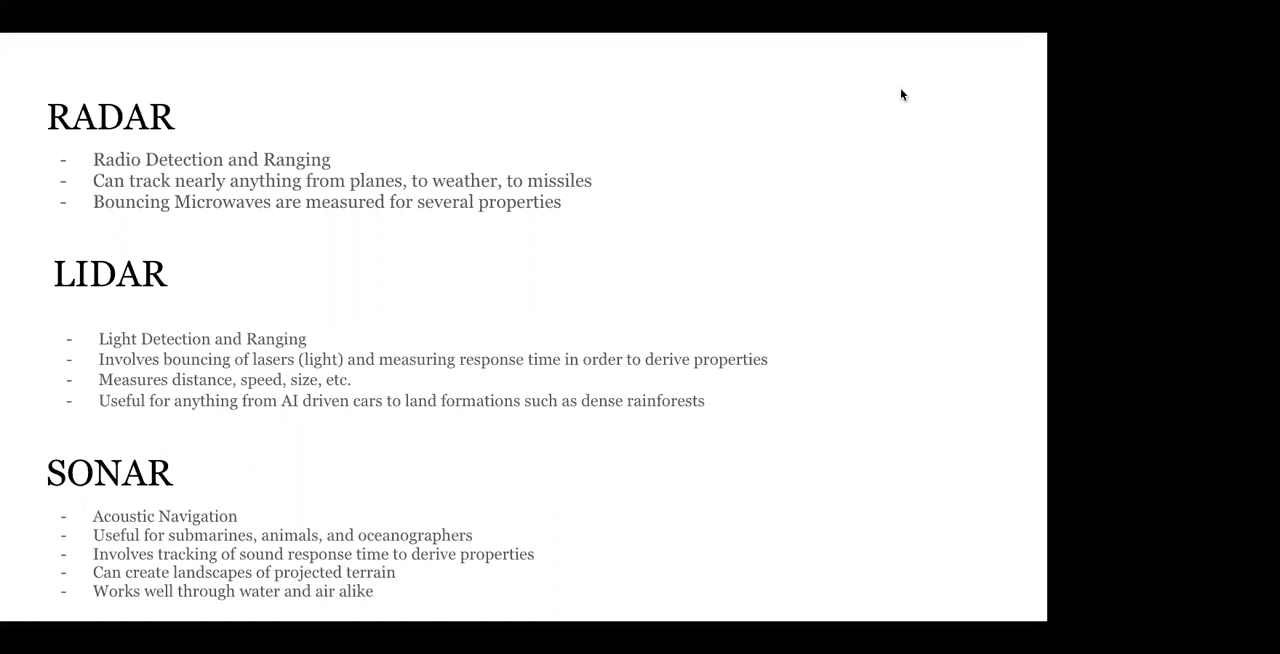 RADAR
- Radio Detection and Ranging
- Can track nearly anything from planes, to weather, to missiles
- Bouncing Microwaves are measured for several properties
LIDAR
- Light Detection and Ranging
- Involves bouncing of lasers (light) and measuring response time in order to derive properties
- Measures distance, speed, size, etc.
- Useful for anything from AI driven cars to land formations such as dense rainforests
SONAR
- Acoustic Navigation
- Useful for submarines, animals, and oceanographers
- Involves tracking of sound response time to derive properties
- Can create landscapes of projected terrain
- Works well through water and air alike